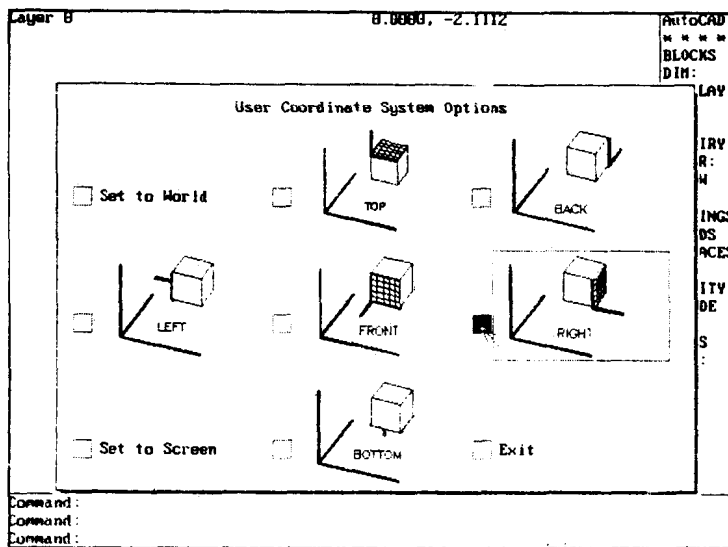 Layer 0 0.0000, -2.1112 AutoCAD
* * * *
BLOCKS
DIM:
LAY
User Coordinate System Options
IRY
R:
W
Set to World TOP BACK
INGS
DS
ACES
ITY
DE
LEFT FRONT RIGHT
S
:
Set to Screen BOTTOM Exit
Command:
Command:
Command: